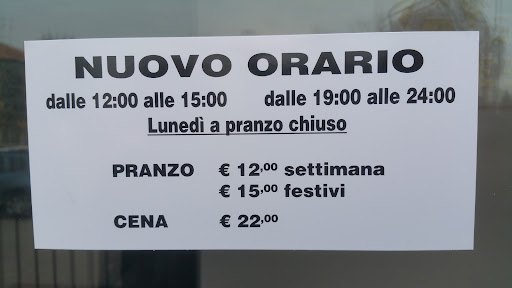 NUOVO ORARIO
dalle 12:00 alle 15:00 dalle 19:00 alle 24:00
Lunedì a pranzo chiuso
PRANZO € 12,00 settimana
€ 15,00 festivi
CENA € 22,00